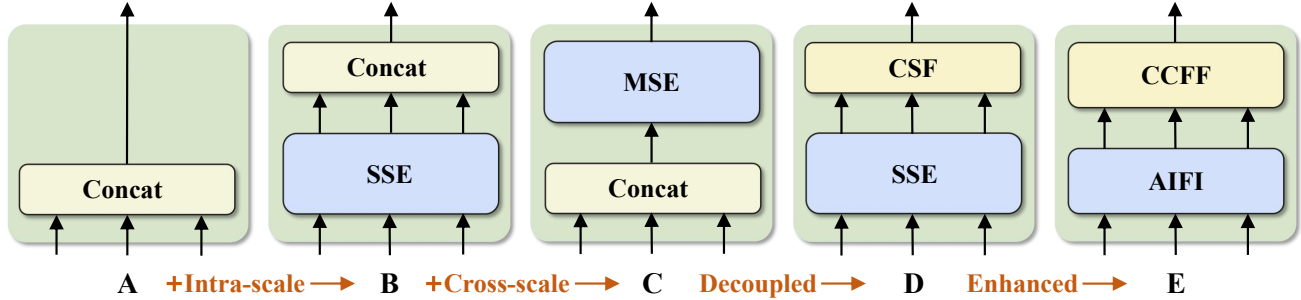 Concat
Concat
SSE
MSE
Concat
CSF
SSE
CCFF
AIFI
A +Intra-scale B +Cross-scale C Decoupled D Enhanced E